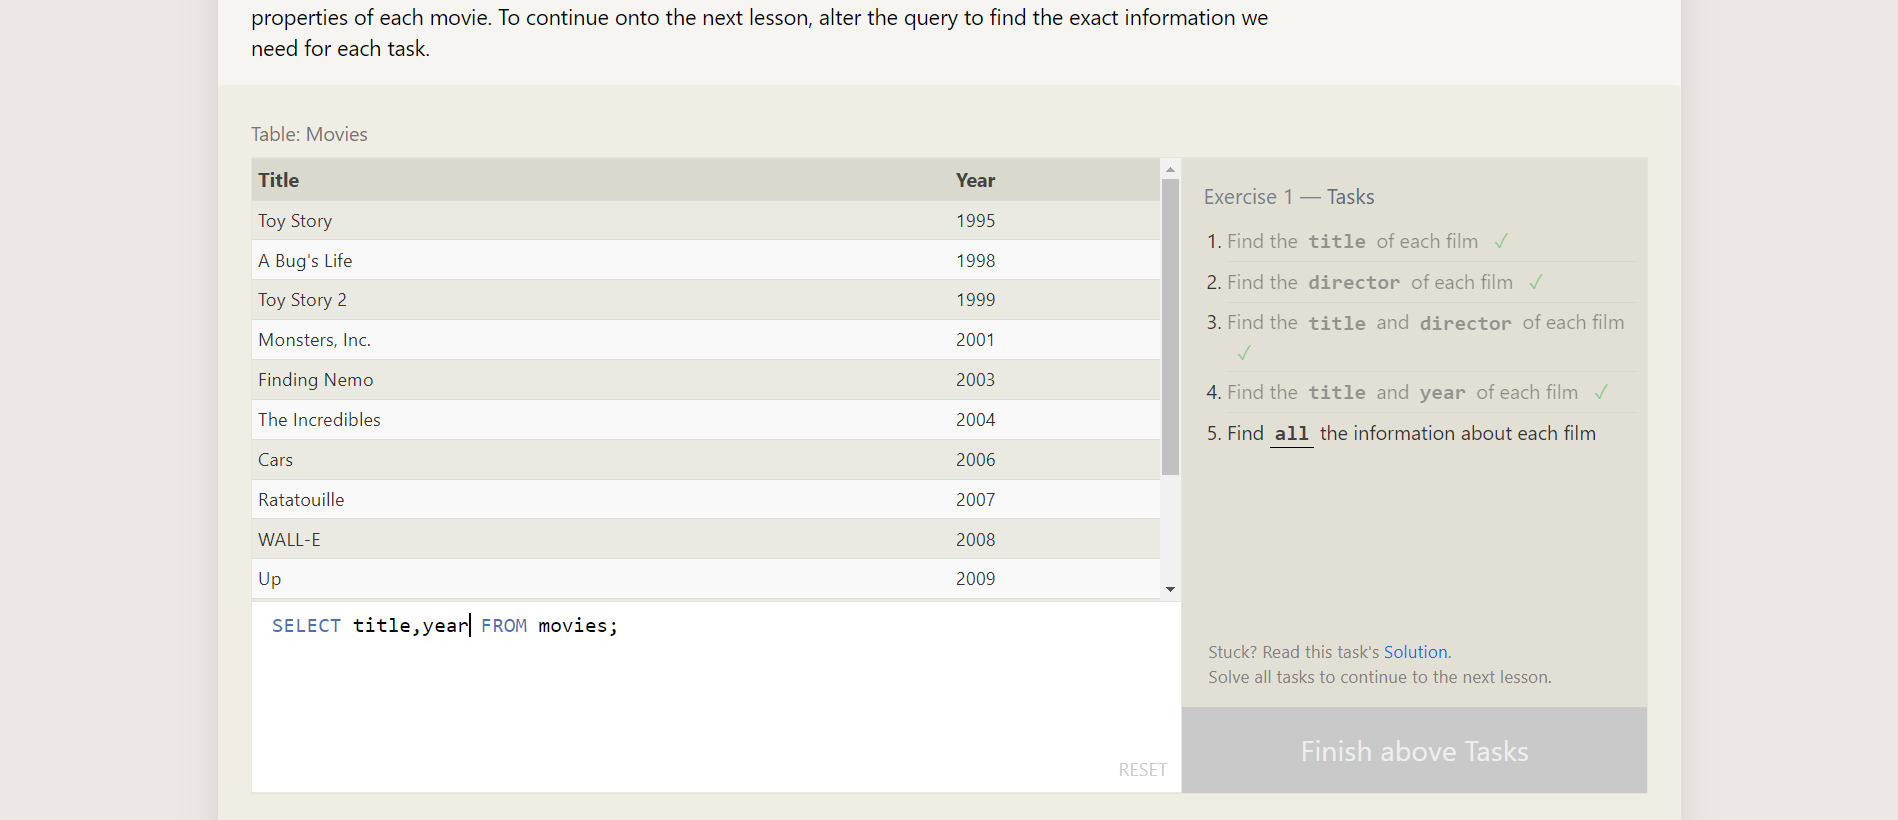 properties of each movie. To continue onto the next lesson, alter the query to find the exact information we
need for each task.
Table: Movies
Title Year
Toy Story 1995
A Bug's Life 1998
Toy Story 2 1999
Monsters, Inc. 2001
Finding Nemo 2003
The Incredibles 2004
Cars 2006
Ratatouille 2007
WALL-E 2008
Up 2009
SELECT title,year FROM movies;
RESET
Exercise 1 — Tasks
1. Find the title of each film ✓
2. Find the director of each film ✓
3. Find the title and director of each film
✓
4. Find the title and year of each film ✓
5. Find all the information about each film
Stuck? Read this task's Solution.
Solve all tasks to continue to the next lesson.
Finish above Tasks